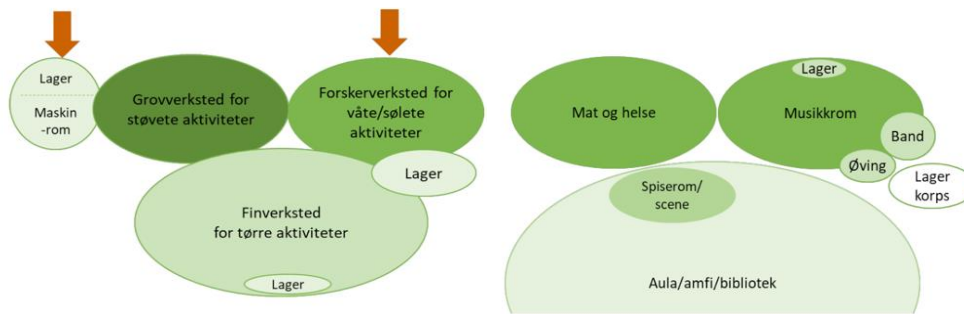 Lager
Maskin
-rom
Grovverksted for
støvete aktiviteter
Forskerverksted for
våte/sølete
aktiviteter
Lager
Finverksted
for tørre aktiviteter
Lager
Mat og helse
Lager
Musikkrom
Band
Øving
Lager
korps
Spiserom/
scene
Aula/amfi/bibliotek